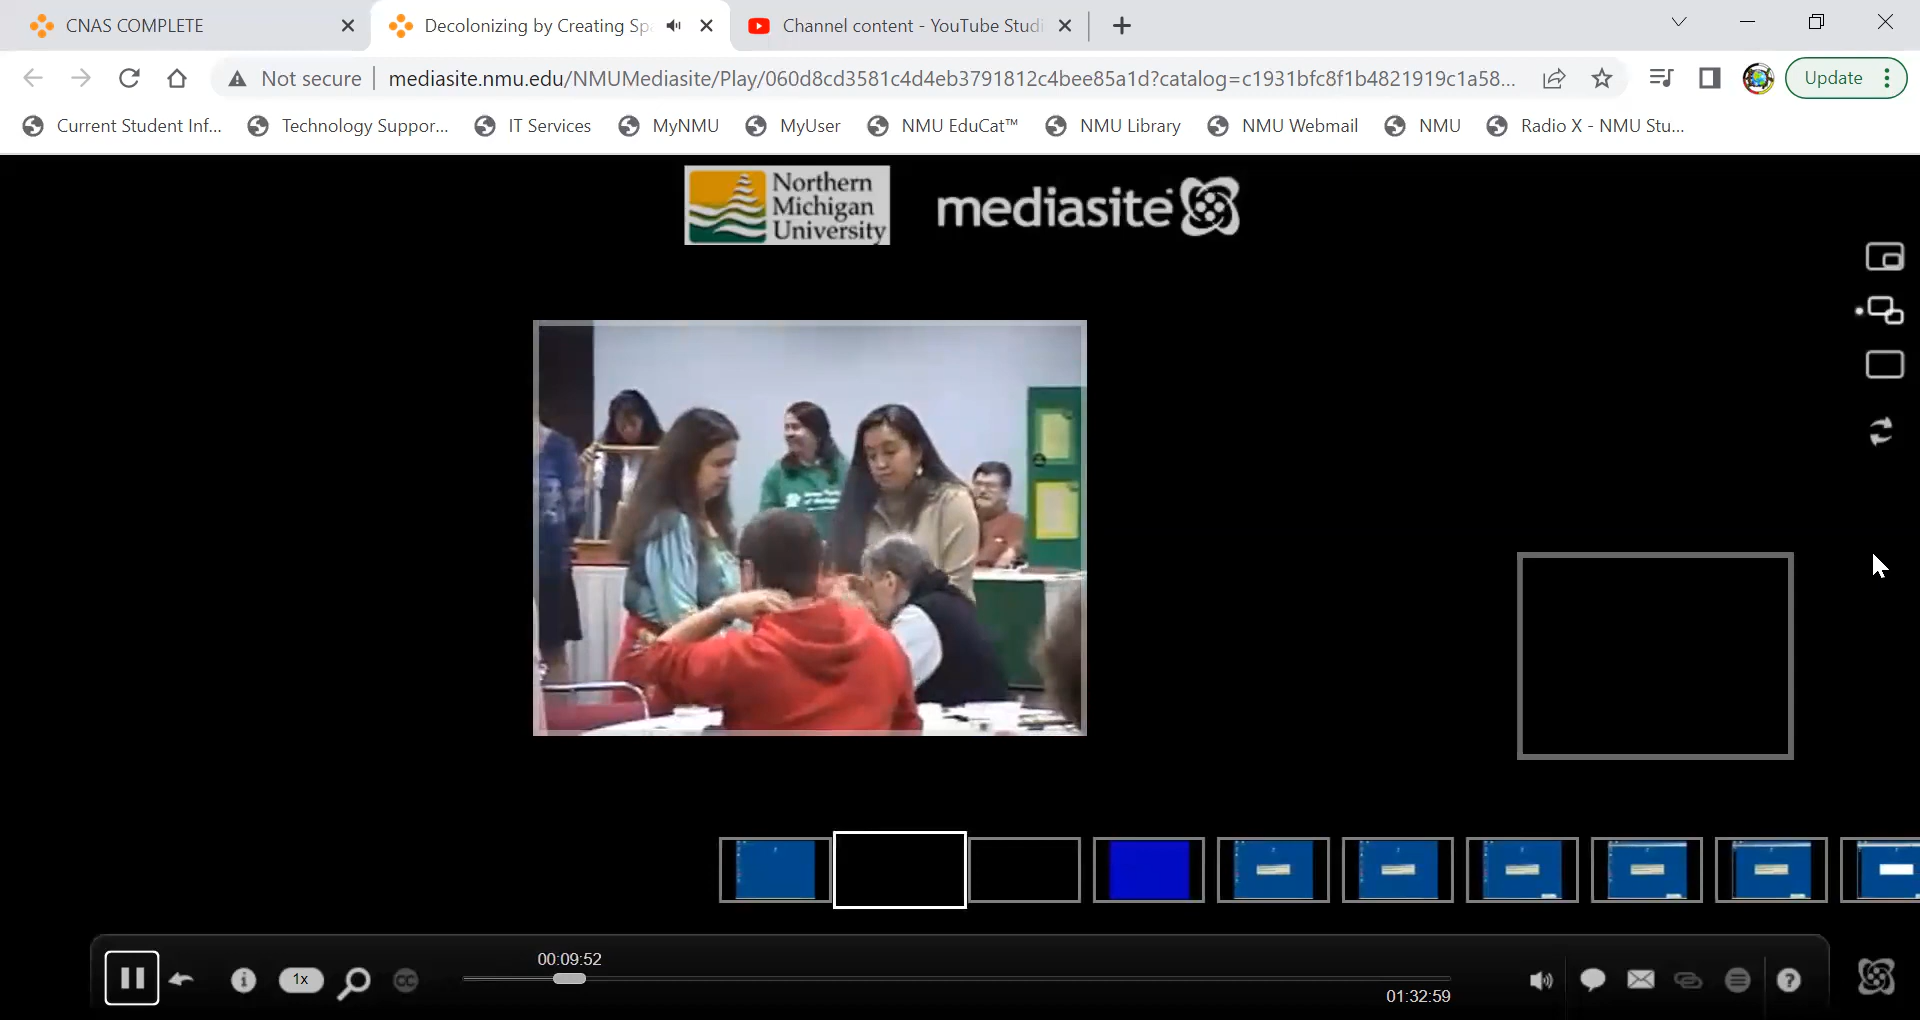 CNAS COMPLETE
Decolonizing by Creating Sp
Channel content - YouTube Studi
Not secure
mediasite.nmu.edu/NMUMediasite/Play/060d8cd3581c4d4eb3791812c4bee85a1d?catalog=c1931bfc8f1b4821919c1a58...
Update
Current Student Inf...
Technology Suppor...
IT Services
MyNMU
MyUser
NMU EduCat™
NMU Library
NMU Webmail
NMU
Radio X - NMU Stu...
Northern
Michigan
University
mediasite
00:09:52
1x
CC
01:32:59